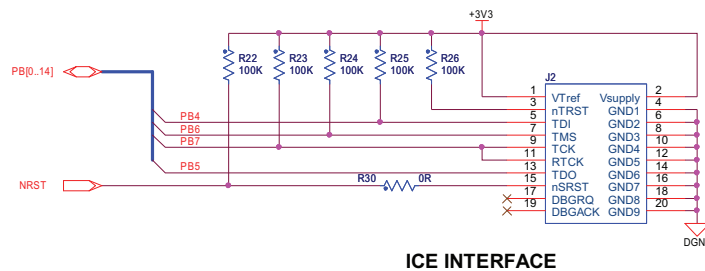 +3V3
R22 R23 R24 R25 R26
100K 100K 100K 100K 100K
PB[0..14]
J2
1 VTref Vsupply 2
3 nTRST GND1 4
PB4 5 TDI GND2 6
PB6 7 TMS GND3 8
PB7 9 TCK GND4 10
11 RTCK GND5 12
PB5 13 TDO GND6 14
NRST R30 0R 15 nSRST GND7 16
17 DBGRQ GND8 18
19 DBGACK GND9 20
DGN
ICE INTERFACE